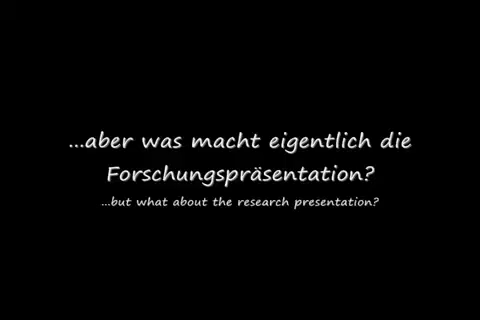 ...aber was macht eigentlich die
Forschungspräsentation?
...but what about the research presentation?